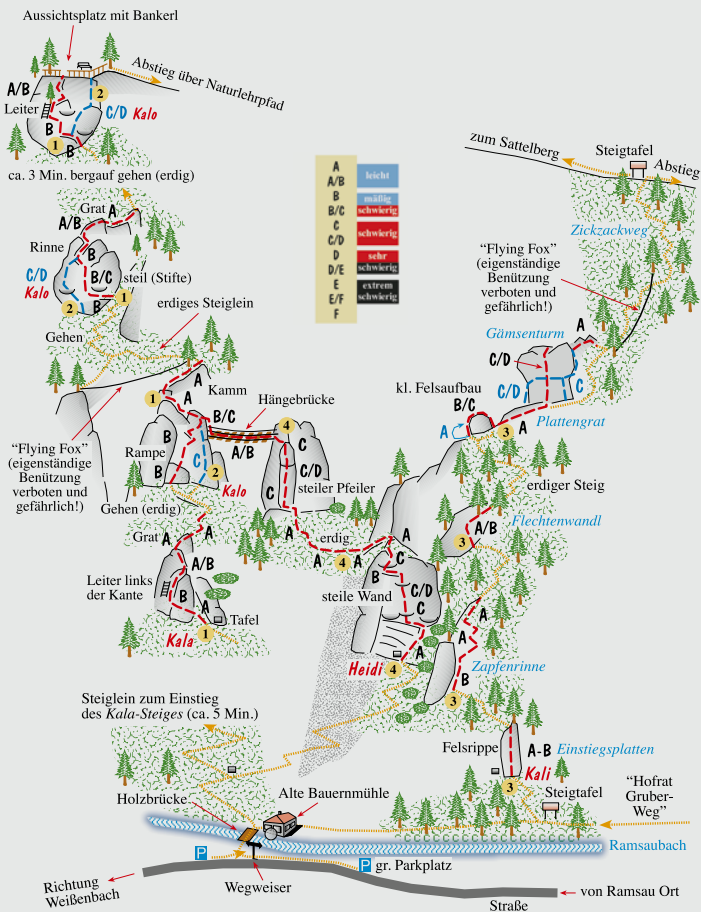 Aussichtsplatz mit Bankerl
Abstieg über Naturlehrpfad
A/B
Leiter
2
C/D Kalo
B
1
B
ca. 3 Min. bergauf gehen (erdig)
zum Sattelberg
Steigtafel
Abstieg
A
A/B
B
B/C
C
C/D
D
D/E
E
E/F
F
leicht
mäßig
schwierig
schwierig
sehr
schwierig
extrem
schwierig
Grat
A
A/B
Rinne
B
C/D
Kalo
B/C
steil (Stifte)
1
2
B
erdiges Steiglein
Gehen
Zickzackweg
“Flying Fox”
(eigenständige
Benützung
verboten und
gefährlich!)
Gämsenturm
A
C/D
C/D
C
kl. Felsaufbau
B/C
A
3
A
Plattengrat
A
Kamm
1
A
B/C
Hängebrücke
4
A/B
“Flying Fox”
(eigenständige
Benützung
verboten und
gefährlich!)
B
Rampe
C
B
2
Kalo
Gehen (erdig)
C
C/D
steiler Pfeiler
C
erdiger Steig
Flechtenwandl
A/B
3
Grat
A
A/B
A
erdig
A
A
4
A
Leiter links
der Kante
B
A
Tafel
Kala
1
steile Wand
C
B
C/D
C
A
Heidi
4
A
A
Zapfenrinne
B
3
Steiglein zum Einstieg
des Kala-Steiges (ca. 5 Min.)
Felsrippe
A-B
Einstiegsplatten
Kali
3
Steigtafel
“Hofrat
Gruber-
Weg”
Holzbrücke
Alte Bauernmühle
Ramsaubach
P
P gr. Parkplatz
Wegweiser
Richtung
Weißenbach
von Ramsau Ort
Straße